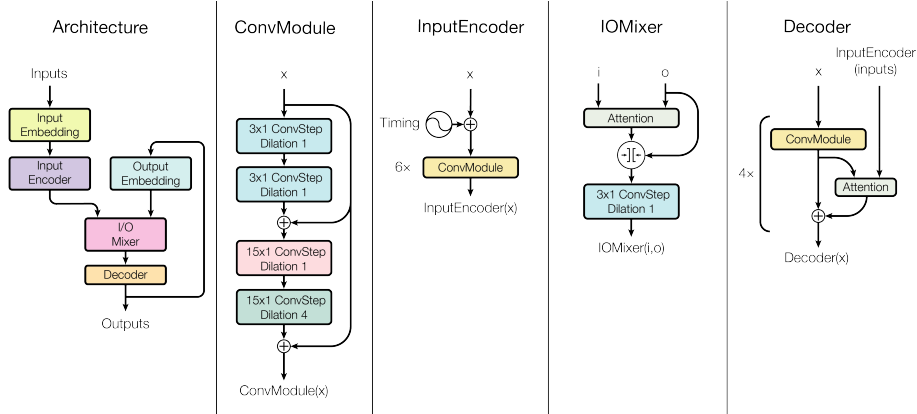 Architecture
Inputs
Input
Embedding
Input
Encoder
Output
Embedding
I/O
Mixer
Decoder
Outputs
ConvModule
x
3x1 ConvStep
Dilation 1
3x1 ConvStep
Dilation 1
15x1 ConvStep
Dilation 1
15x1 ConvStep
Dilation 4
ConvModule(x)
InputEncoder
x
Timing
6×
ConvModule
InputEncoder(x)
IOMixer
i
o
Attention
3x1 ConvStep
Dilation 1
IOMixer(i,o)
Decoder
x
InputEncoder
(inputs)
4×
ConvModule
Attention
Decoder(x)